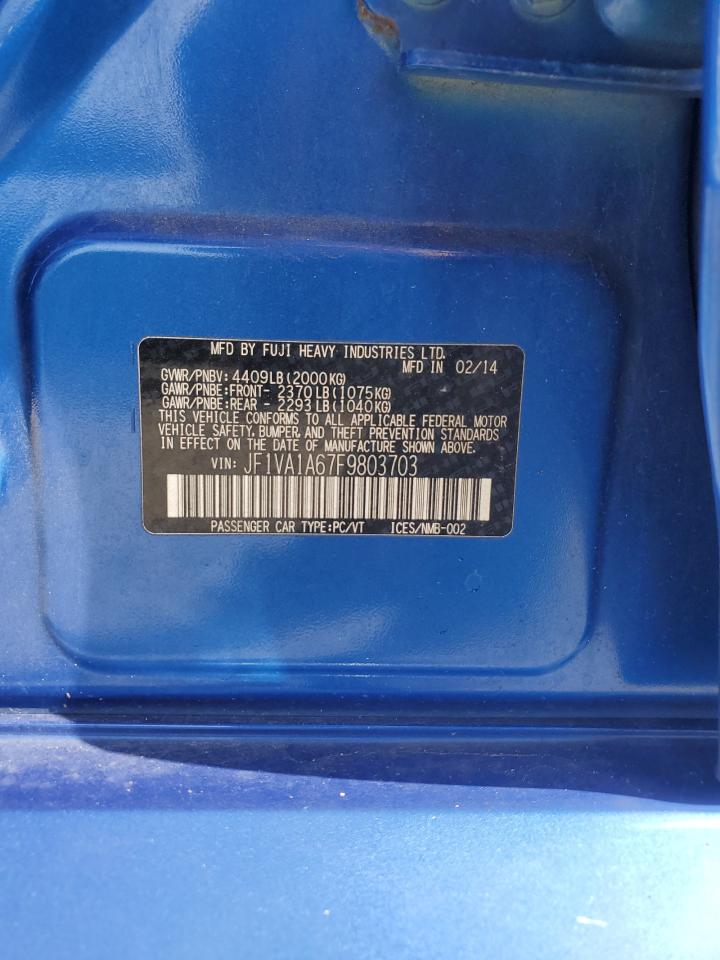 MFD BY FUJI HEAVY INDUSTRIES LTD.
MFD IN 02/14
GVWR/PNBV: 4409LB(2000KG)
GAWR/PNBE:FRONT- 2370LB(1075KG)
GAWR/PNBE:REAR - 2293LB(1040KG)
THIS VEHICLE CONFORMS TO ALL APPLICABLE FEDERAL MOTOR
VEHICLE SAFETY, BUMPER, AND THEFT PREVENTION STANDARDS
IN EFFECT ON THE DATE OF MANUFACTURE SHOWN ABOVE.
VIN: JF1VA1A67F9803703
PASSENGER CAR TYPE:PC/VT ICES/NMB-002